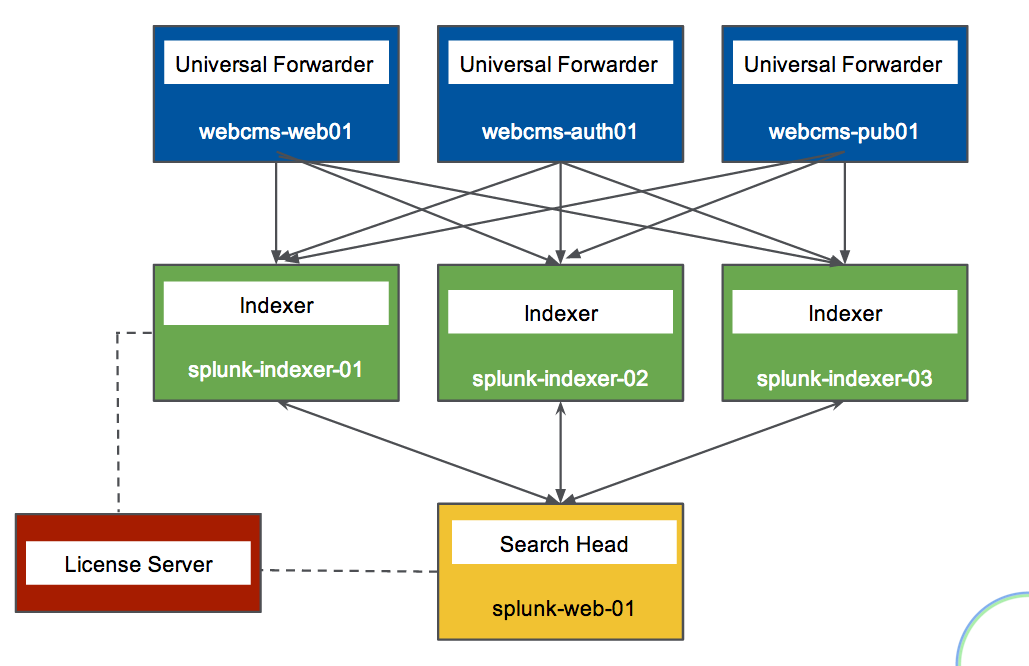 Universal Forwarder
webcms-web01
Universal Forwarder
webcms-auth01
Universal Forwarder
webcms-pub01
Indexer
splunk-indexer-01
Indexer
splunk-indexer-02
Indexer
splunk-indexer-03
License Server
Search Head
splunk-web-01